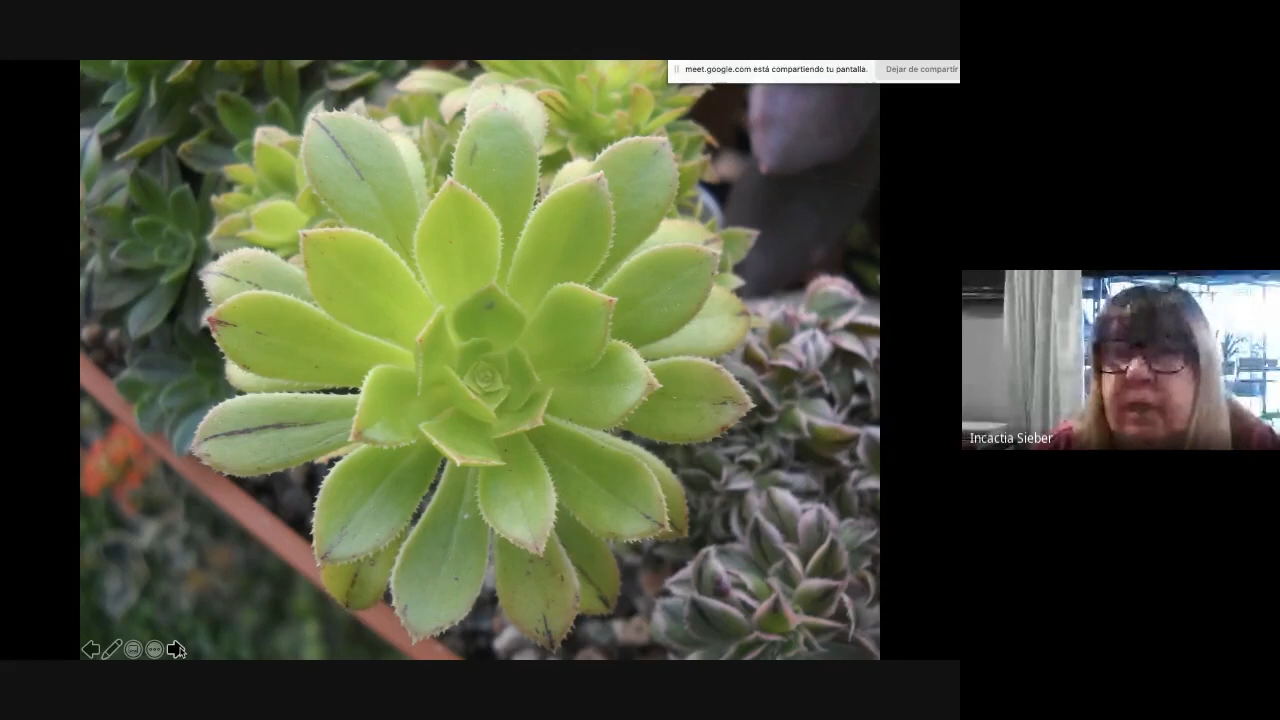 meet.google.com está compartiendo tu pantalla.
Dejar de compartir
Incactia Sieber